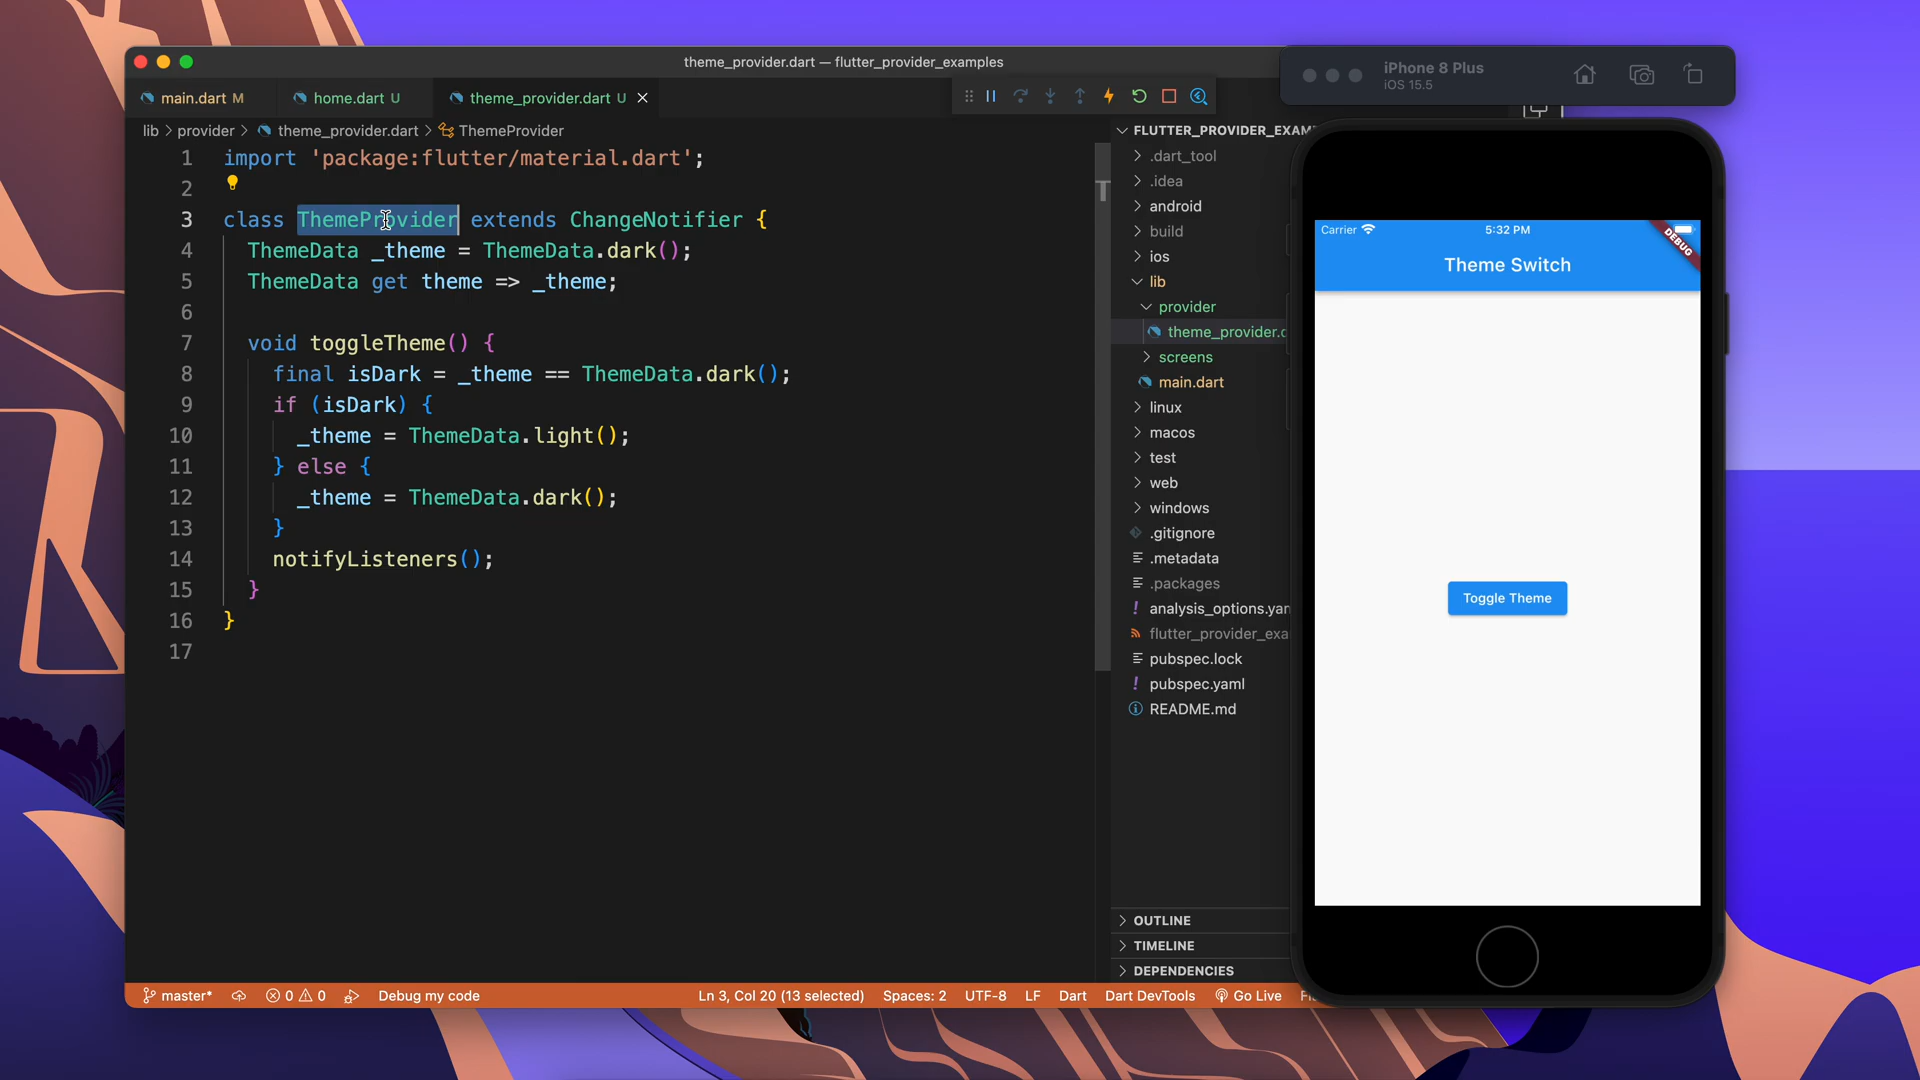 theme_provider.dart — flutter_provider_examples
main.dart M
home.dart U
theme_provider.dart U
lib > provider > theme_provider.dart > ThemeProvider
1 import 'package:flutter/material.dart';
2
3 class ThemeProvider extends ChangeNotifier {
4 ThemeData _theme = ThemeData.dark();
5 ThemeData get theme => _theme;
6
7 void toggleTheme() {
8 final isDark = _theme == ThemeData.dark();
9 if (isDark) {
10 _theme = ThemeData.light();
11 } else {
12 _theme = ThemeData.dark();
13 }
14 notifyListeners();
15 }
16 }
17
FLUTTER_PROVIDER_EXAM
.dart_tool
.idea
android
build
ios
lib
provider
theme_provider.d
screens
main.dart
linux
macos
test
web
windows
.gitignore
.metadata
.packages
! analysis_options.yam
flutter_provider_exa
pubspec.lock
! pubspec.yaml
README.md
OUTLINE
TIMELINE
DEPENDENCIES
master*
0 0
Debug my code
Ln 3, Col 20 (13 selected)
Spaces: 2
UTF-8
LF
Dart
Dart DevTools
Go Live
iPhone 8 Plus
iOS 15.5
Carrier
5:32 PM
DEBUG
Theme Switch
Toggle Theme